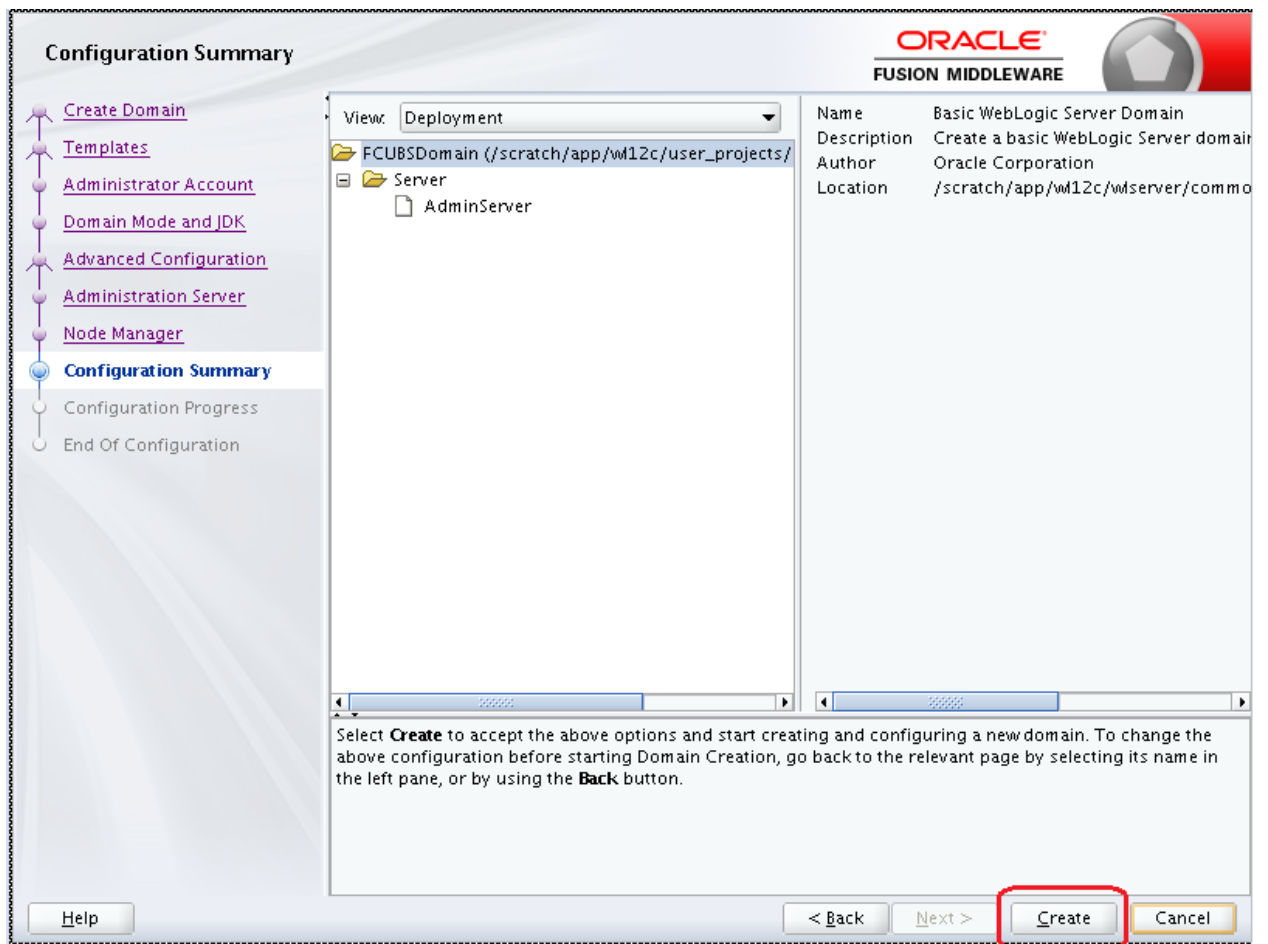 Configuration Summary
ORACLE
FUSION MIDDLEWARE
Create Domain
Templates
Administrator Account
Domain Mode and JDK
Advanced Configuration
Administration Server
Node Manager
Configuration Summary
Configuration Progress
End Of Configuration
View: Deployment
FCUBSDomain (/scratch/app/wl12c/user_projects/
Server
AdminServer
Name Basic WebLogic Server Domain
Description Create a basic WebLogic Server domain
Author Oracle Corporation
Location /scratch/app/wl12c/wlserver/commo
Select Create to accept the above options and start creating and configuring a new domain. To change the
above configuration before starting Domain Creation, go back to the relevant page by selecting its name in
the left pane, or by using the Back button.
Help
< Back
Next >
Create
Cancel